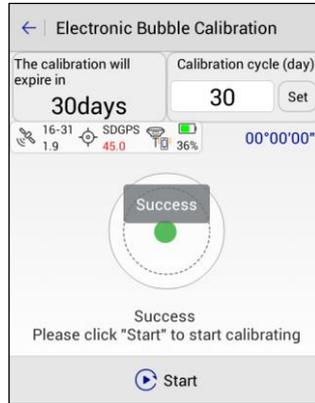 Electronic Bubble Calibration
The calibration will
expire in
30days
Calibration cycle (day)
30
Set
16-31
1.9
SDGPS
45.0
36%
00°00'00"
Success
Success
Please click "Start" to start calibrating
Start